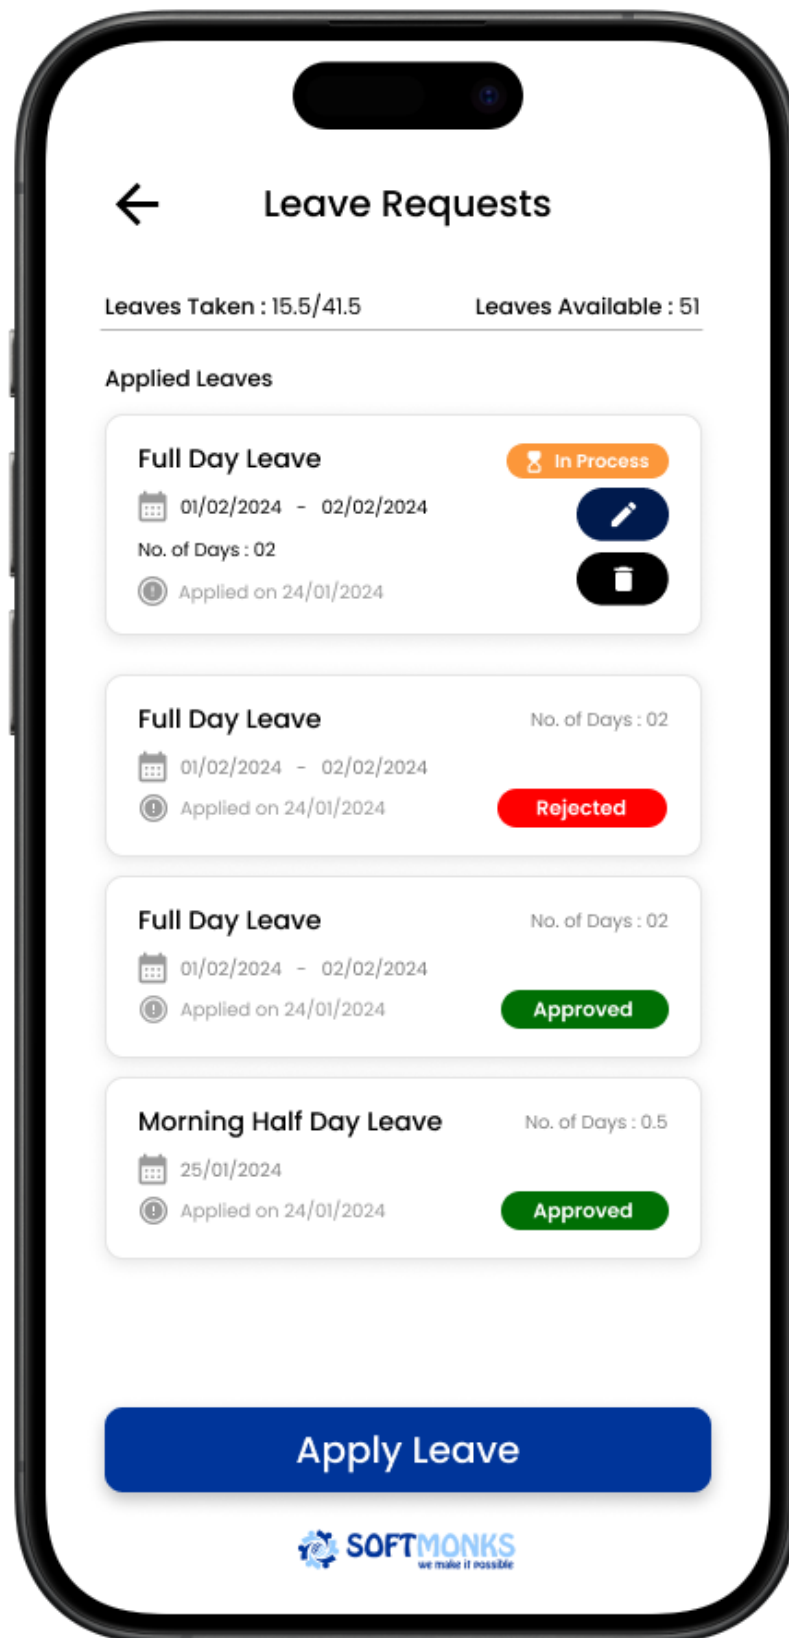 Leave Requests
Leaves Taken : 15.5/41.5 Leaves Available : 51
Applied Leaves
Full Day Leave In Process
01/02/2024 - 02/02/2024
No. of Days : 02
Applied on 24/01/2024
Full Day Leave No. of Days : 02
01/02/2024 - 02/02/2024
Applied on 24/01/2024 Rejected
Full Day Leave No. of Days : 02
01/02/2024 - 02/02/2024
Applied on 24/01/2024 Approved
Morning Half Day Leave No. of Days : 0.5
25/01/2024
Applied on 24/01/2024 Approved
Apply Leave
SOFTMONKS
we make it possible